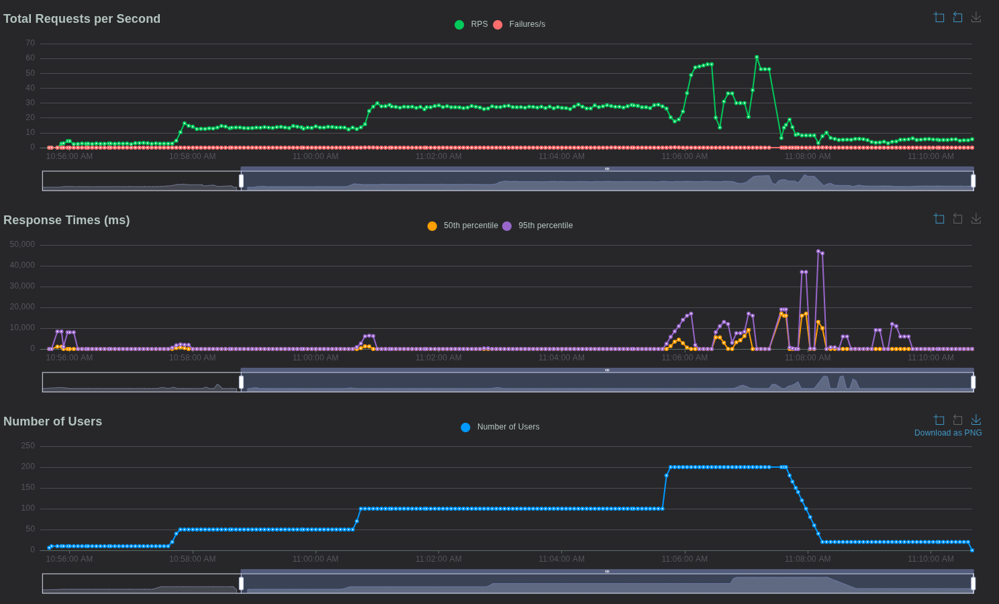 Total Requests per Second
RPS
Failures/s
70
60
50
40
30
20
10
0
10:56:00 AM
10:58:00 AM
11:00:00 AM
11:02:00 AM
11:04:00 AM
11:06:00 AM
11:08:00 AM
11:10:00 AM
Response Times (ms)
50th percentile
95th percentile
50,000
40,000
30,000
20,000
10,000
0
10:56:00 AM
10:58:00 AM
11:00:00 AM
11:02:00 AM
11:04:00 AM
11:06:00 AM
11:08:00 AM
11:10:00 AM
Number of Users
Number of Users
Download as PNG
250
200
150
100
50
0
10:56:00 AM
10:58:00 AM
11:00:00 AM
11:02:00 AM
11:04:00 AM
11:06:00 AM
11:08:00 AM
11:10:00 AM